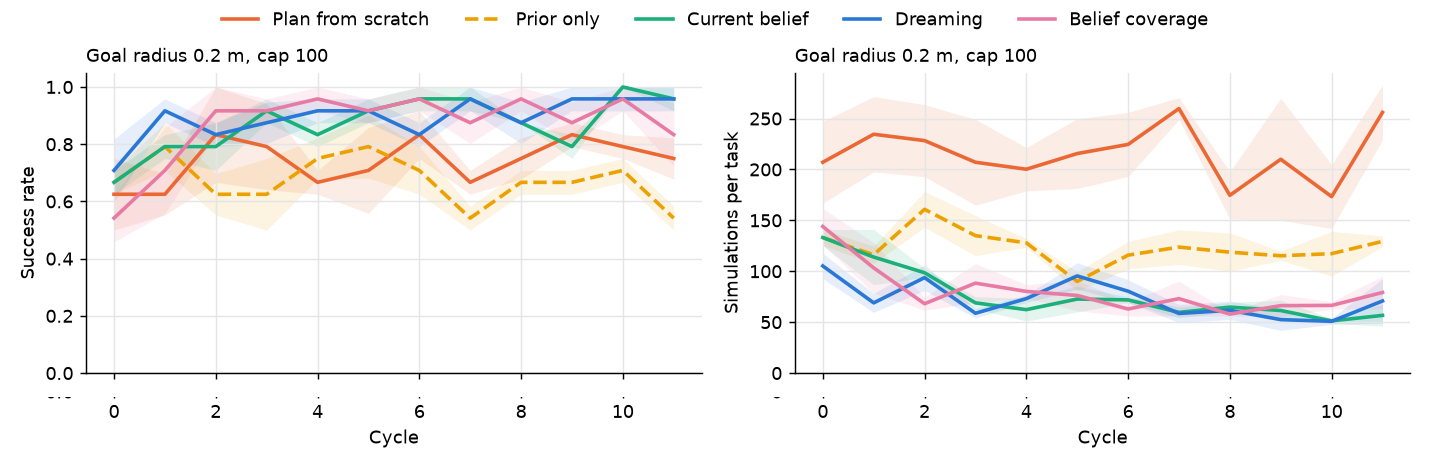 Plan from scratch Prior only Current belief Dreaming Belief coverage
Goal radius 0.2 m, cap 100
1.0
0.8
0.6
0.4
0.2
0.0
Success rate
0 2 4 6 8 10
Cycle
Goal radius 0.2 m, cap 100
250
200
150
100
50
0
Simulations per task
0 2 4 6 8 10
Cycle